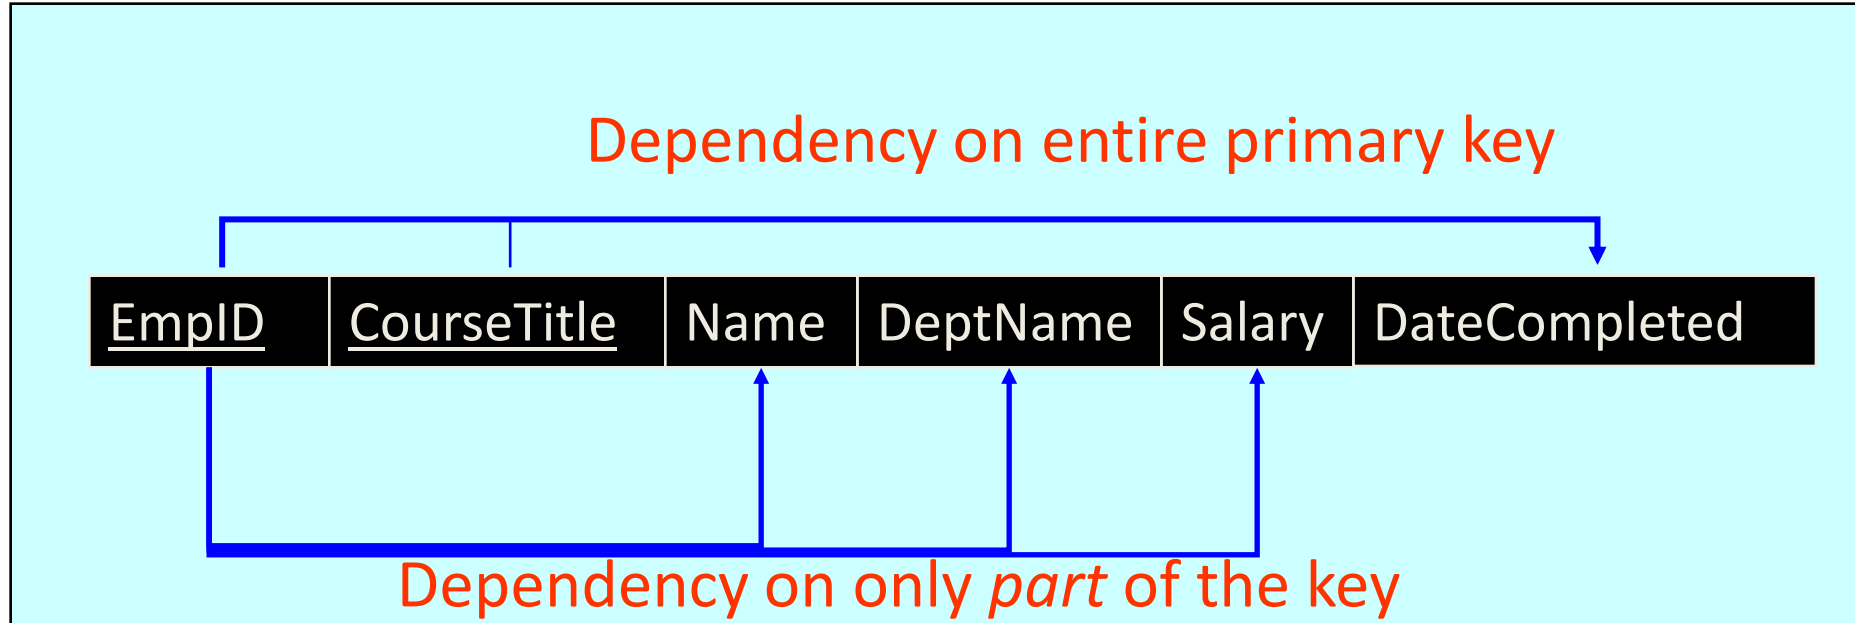 Dependency on entire primary key
EmpID CourseTitle Name DeptName Salary DateCompleted
Dependency on only part of the key